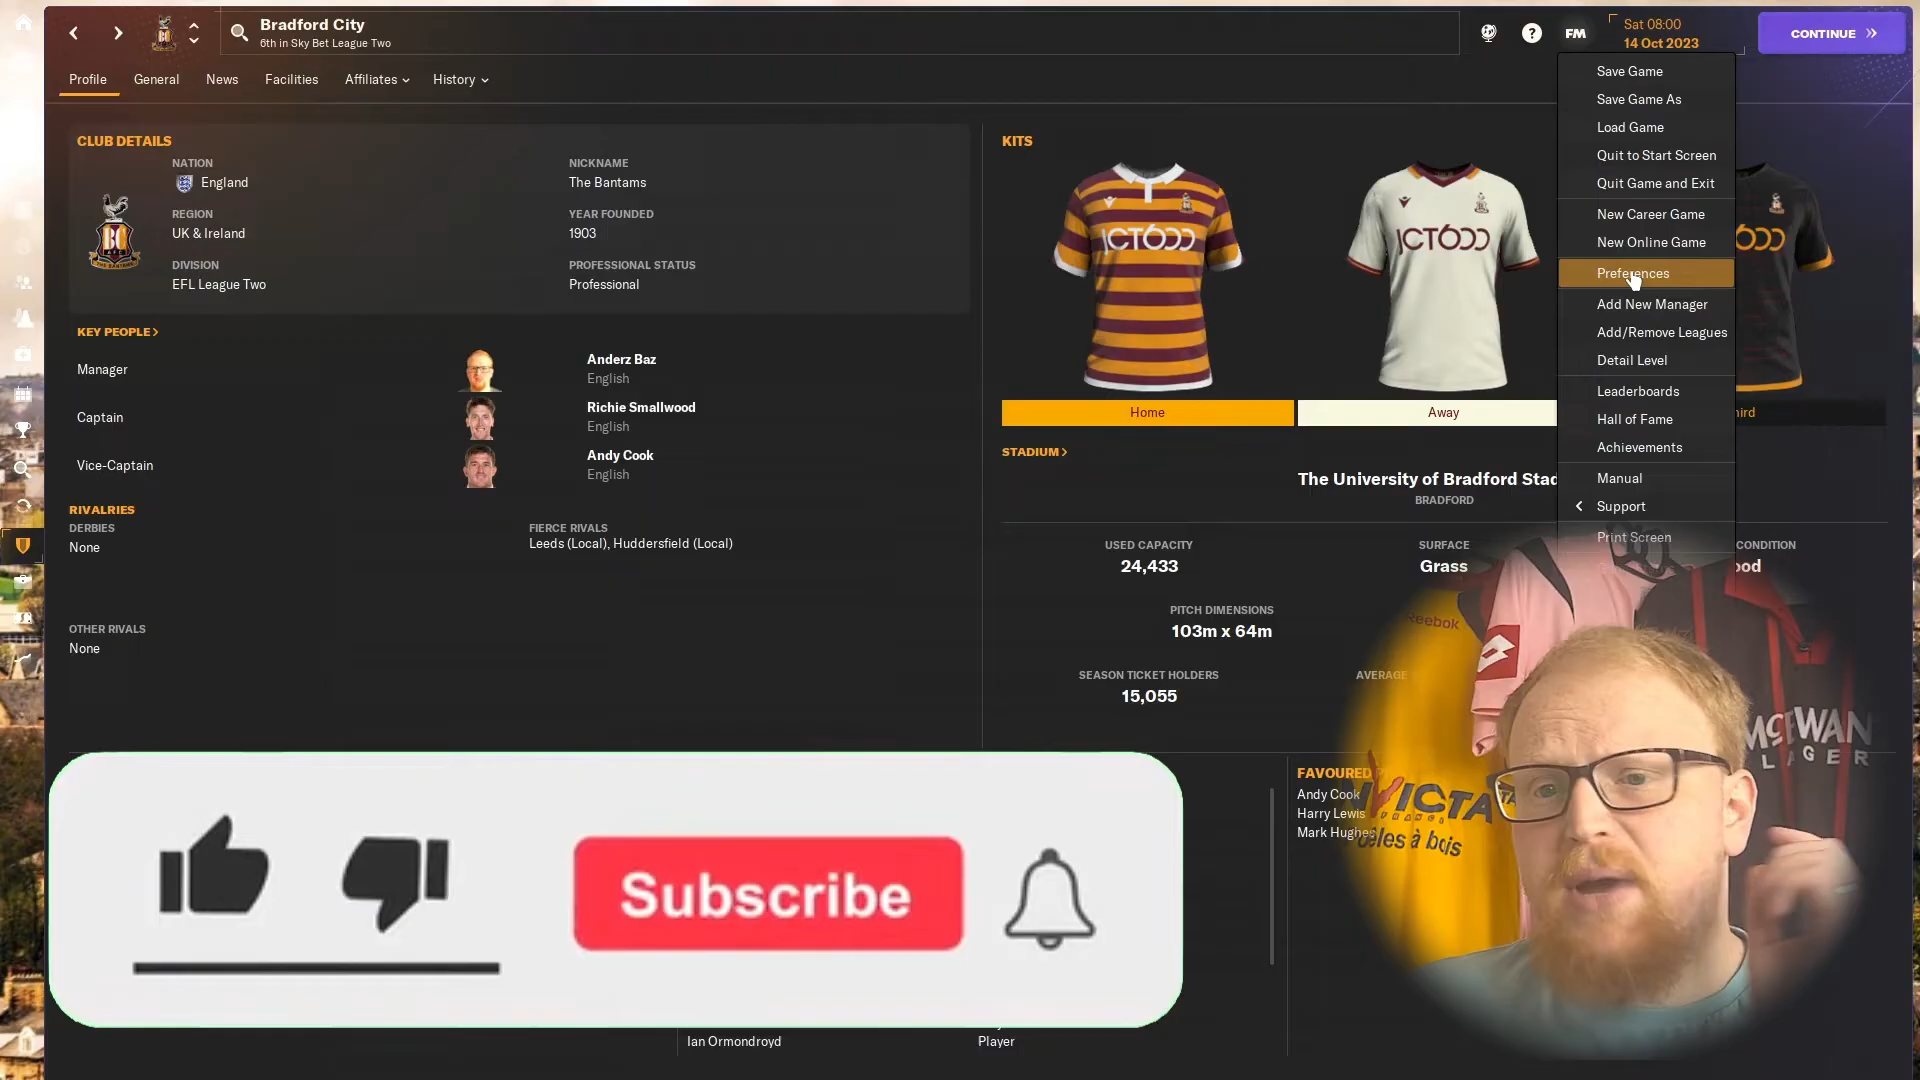 Bradford City
6th in Sky Bet League Two
FM
Sat 08:00
14 Oct 2023
CONTINUE
Profile
General
News
Facilities
Affiliates
History
CLUB DETAILS
NATION
England
NICKNAME
The Bantams
REGION
UK & Ireland
YEAR FOUNDED
1903
DIVISION
EFL League Two
PROFESSIONAL STATUS
Professional
KEY PEOPLE
Manager
Anderz Baz
English
Captain
Richie Smallwood
English
Vice-Captain
Andy Cook
English
RIVALRIES
DERBIES
None
FIERCE RIVALS
Leeds (Local), Huddersfield (Local)
OTHER RIVALS
None
KITS
JCT600
JCT600
Home
Away
STADIUM
The University of Bradford Stad
BRADFORD
USED CAPACITY
24,433
SURFACE
Grass
CONDITION
PITCH DIMENSIONS
103m x 64m
SEASON TICKET HOLDERS
15,055
AVERAGE
Save Game
Save Game As
Load Game
Quit to Start Screen
Quit Game and Exit
New Career Game
New Online Game
Preferences
Add New Manager
Add/Remove Leagues
Detail Level
Leaderboards
Hall of Fame
Achievements
Manual
Support
Print Screen
FAVOURED
Andy Cook
Harry Lewis
Mark Hughes
Subscribe
Ian Ormondroyd
Player
Reebok
McEWAN
LAGER